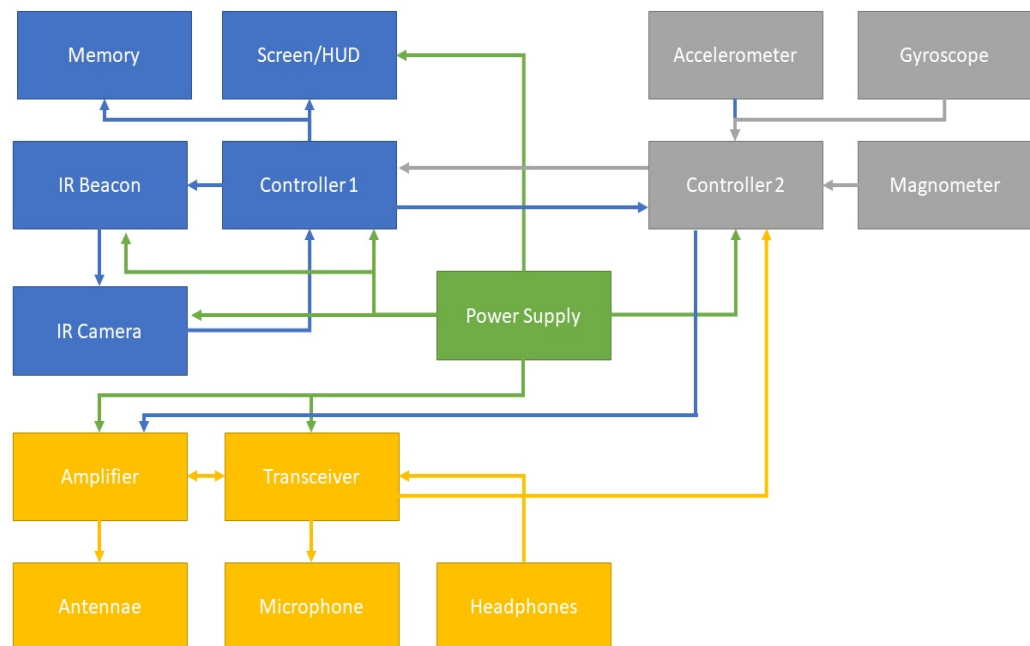 Memory
Screen/HUD
Accelerometer
Gyroscope
IR Beacon
Controller 1
Controller 2
Magnometer
IR Camera
Power Supply
Amplifier
Transceiver
Antennae
Microphone
Headphones